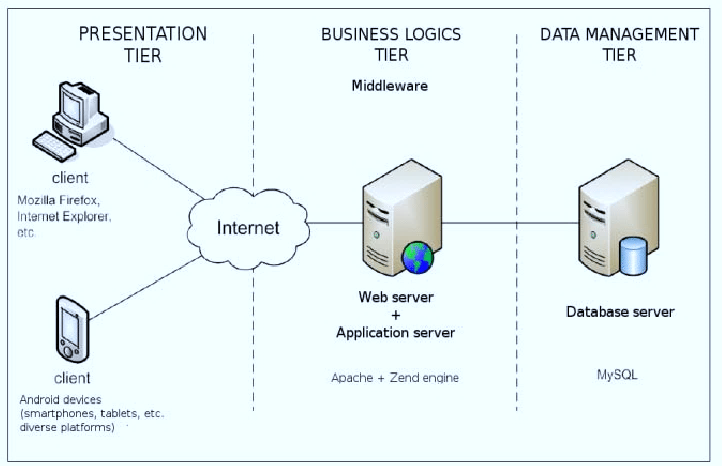 PRESENTATION
TIER
BUSINESS LOGICS
TIER
DATA MANAGEMENT
TIER
Middleware
client
Mozilla Firefox,
Internet Explorer,
etc.
Internet
Web server
+
Application server
Database server
client
Apache + Zend engine
MySQL
Android devices
(smartphones, tablets, etc.
diverse platforms)